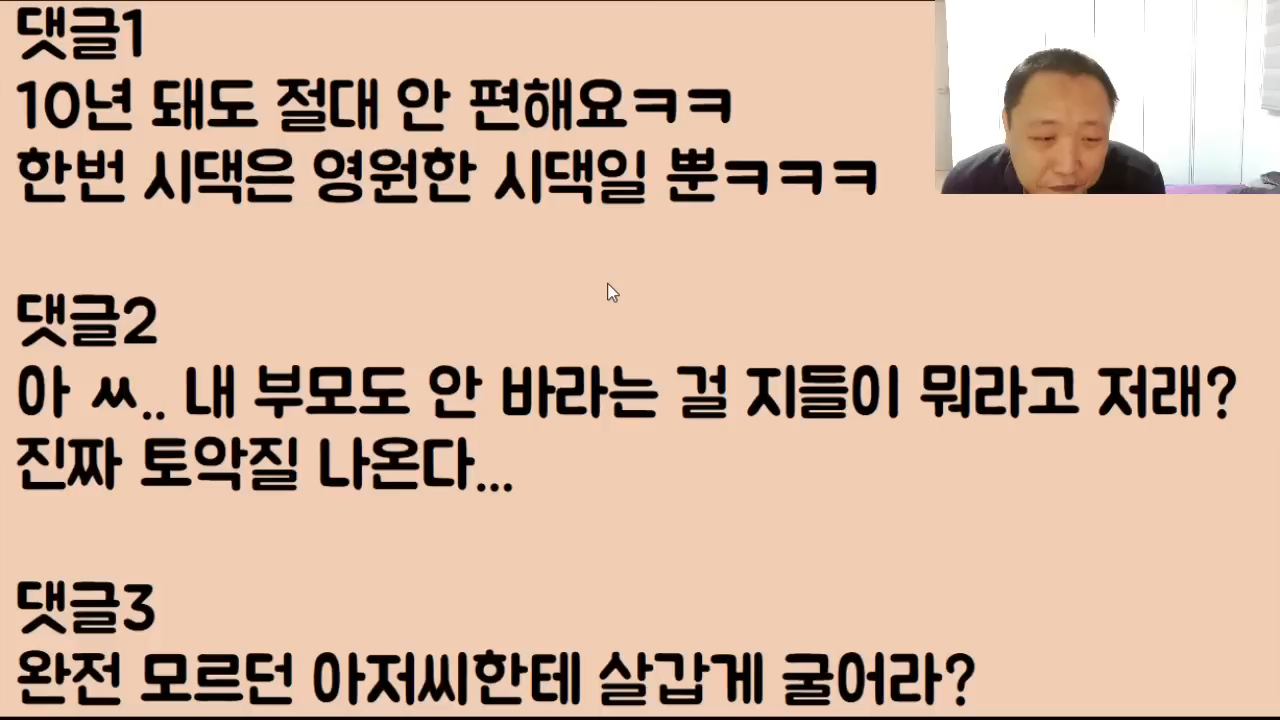 댓글1
10년 돼도 절대 안 편해요ㅋㅋ
한번 시댁은 영원한 시댁일 뿐ㅋㅋㅋ
댓글2
아 ㅆ.. 내 부모도 안 바라는 걸 지들이 뭐라고 저래?
진짜 토악질 나온다...
댓글3
완전 모르던 아저씨한테 살갑게 굴어라?